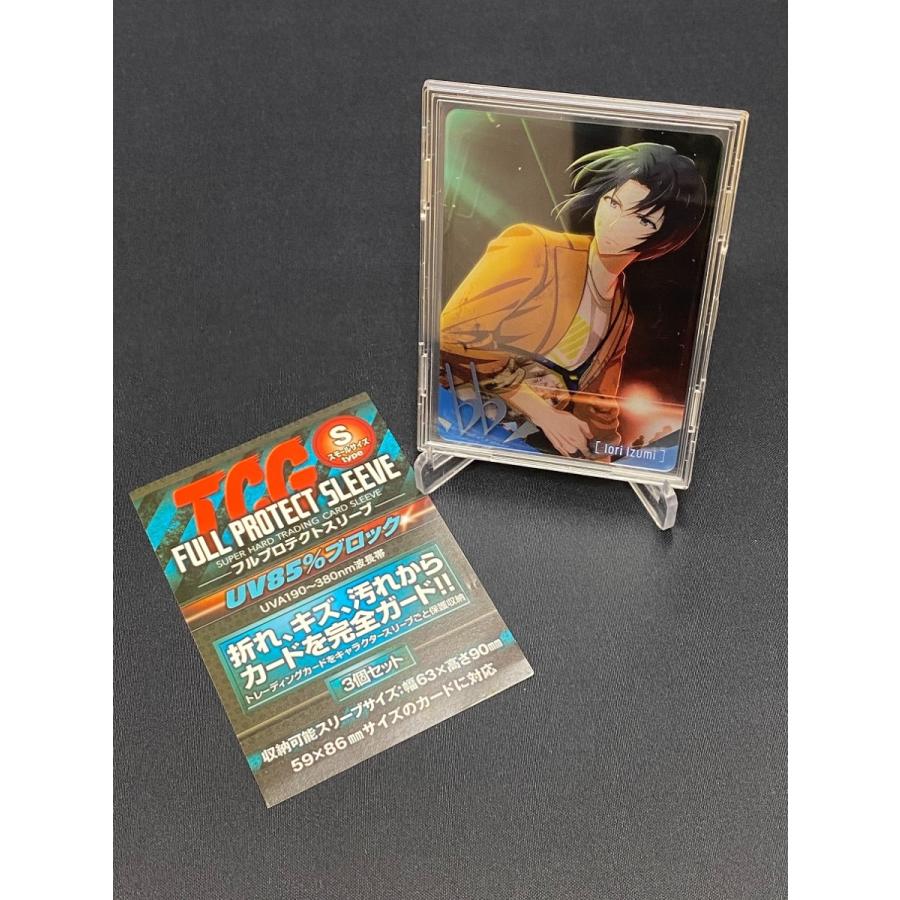 TCG
S
スモールサイズ
type
FULL PROTECT SLEEVE
SUPER HARD TRADING CARD SLEEVE
フルプロテクトスリーブ
UV85%ブロック
UVA190~380nm波長帯
折れ、キズ、汚れから
カードを完全ガード!!
トレーディングカードをキャラクタースリーブごと保護収納
3個セット
収納可能スリーブサイズ:幅63×高さ90㎜
59×86㎜サイズのカードに対応
[ Iori Izumi ]